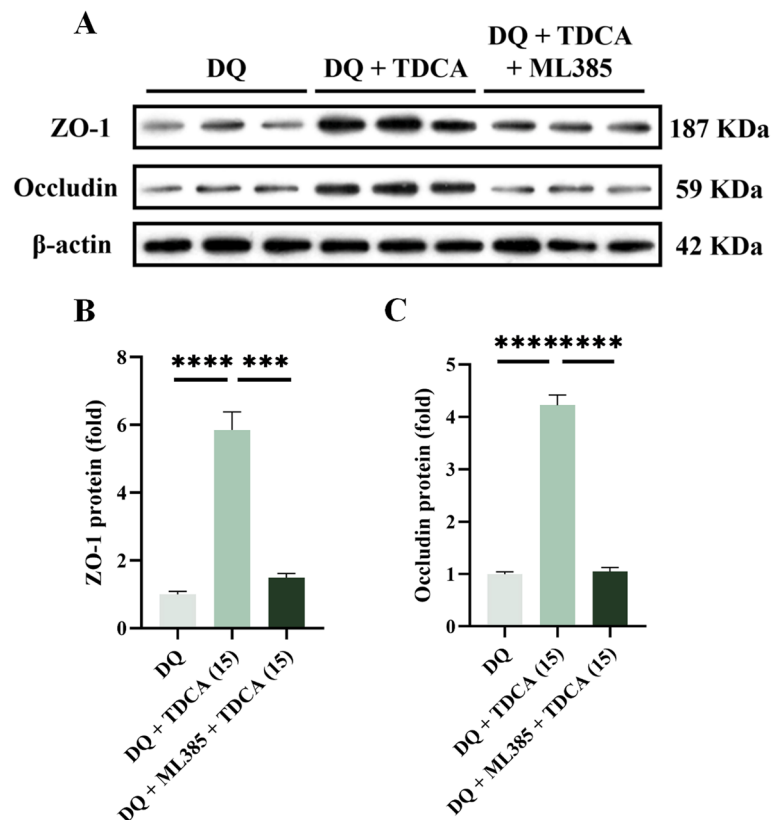 A
DQ
DQ + TDCA
DQ + TDCA
+ ML385
ZO-1
187 KDa
Occludin
59 KDa
β-actin
42 KDa
B
**** ***
ZO-1 protein (fold)
8
6
4
2
0
DQ
DQ + TDCA (15)
DQ + ML385 + TDCA (15)
C
********
Occludin protein (fold)
5
4
3
2
1
0
DQ
DQ + TDCA (15)
DQ + ML385 + TDCA (15)